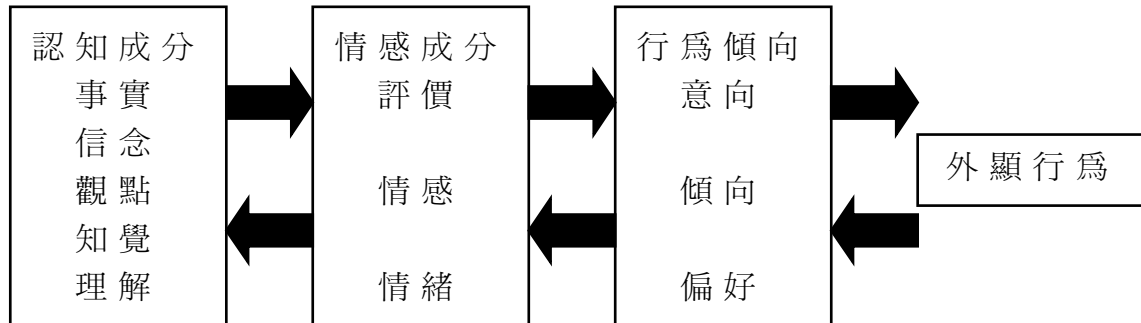 認知成分
事實
信念
觀點
知覺
理解
情感成分
評價
情感
情緒
行爲傾向
意向
傾向
偏好
外顯行爲